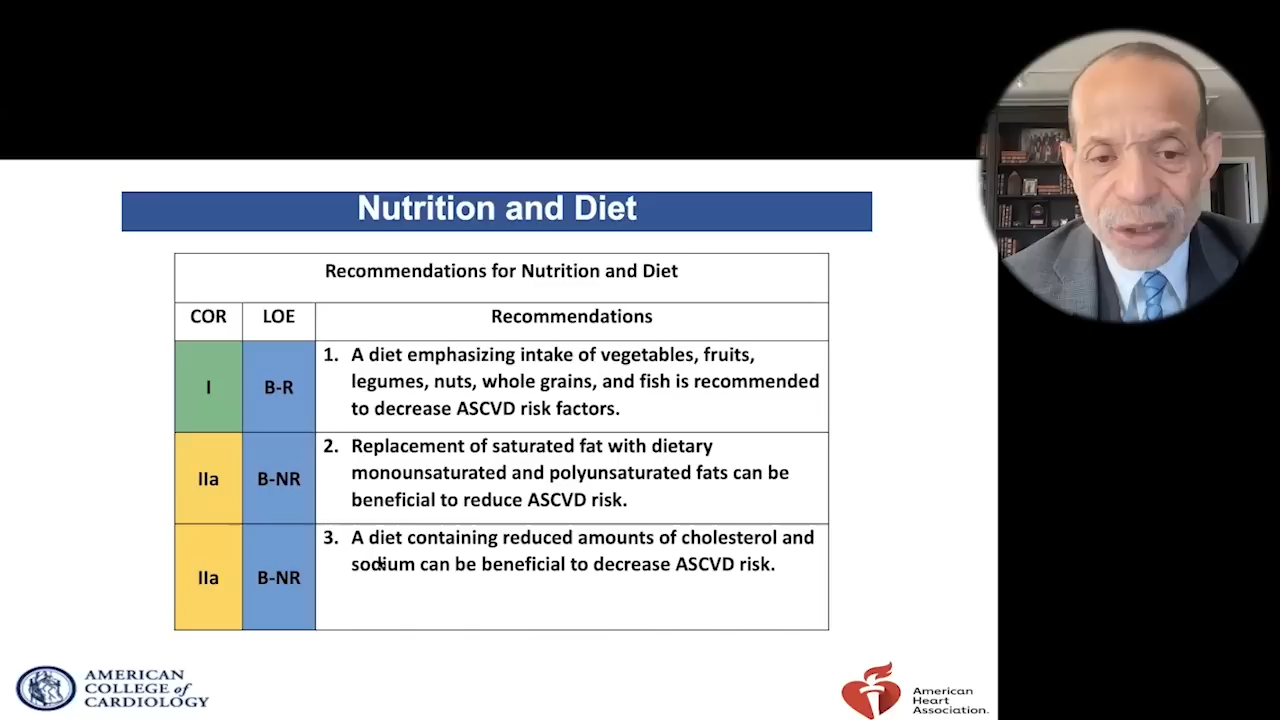 Nutrition and Diet
Recommendations for Nutrition and Diet
COR LOE Recommendations
I B-R 1. A diet emphasizing intake of vegetables, fruits,
legumes, nuts, whole grains, and fish is recommended
to decrease ASCVD risk factors.
IIa B-NR 2. Replacement of saturated fat with dietary
monounsaturated and polyunsaturated fats can be
beneficial to reduce ASCVD risk.
IIa B-NR 3. A diet containing reduced amounts of cholesterol and
sodium can be beneficial to decrease ASCVD risk.
AMERICAN
COLLEGE of
CARDIOLOGY
American
Heart
Association.